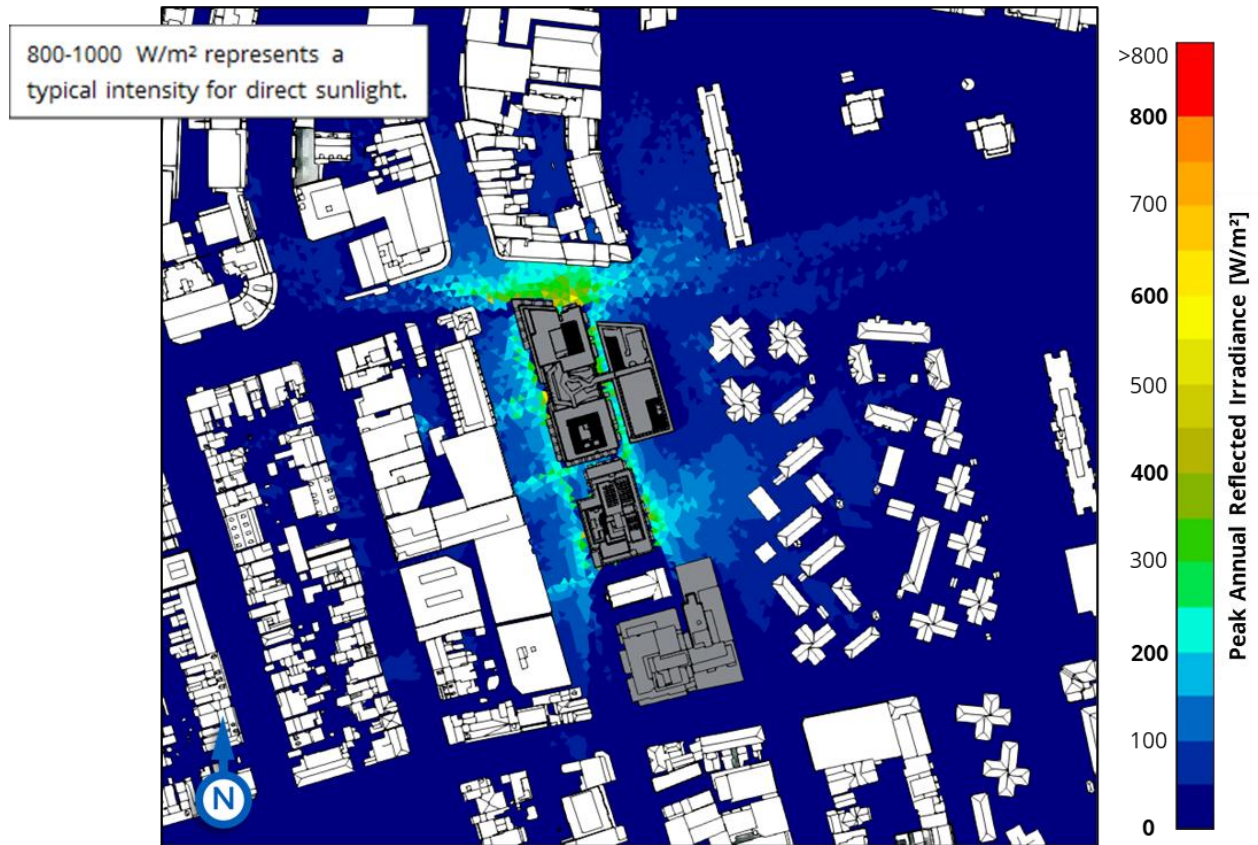 800-1000 W/m² represents a
typical intensity for direct sunlight.
>800
800
700
600
500
400
300
200
100
0
Peak Annual Reflected Irradiance [W/m²]
N